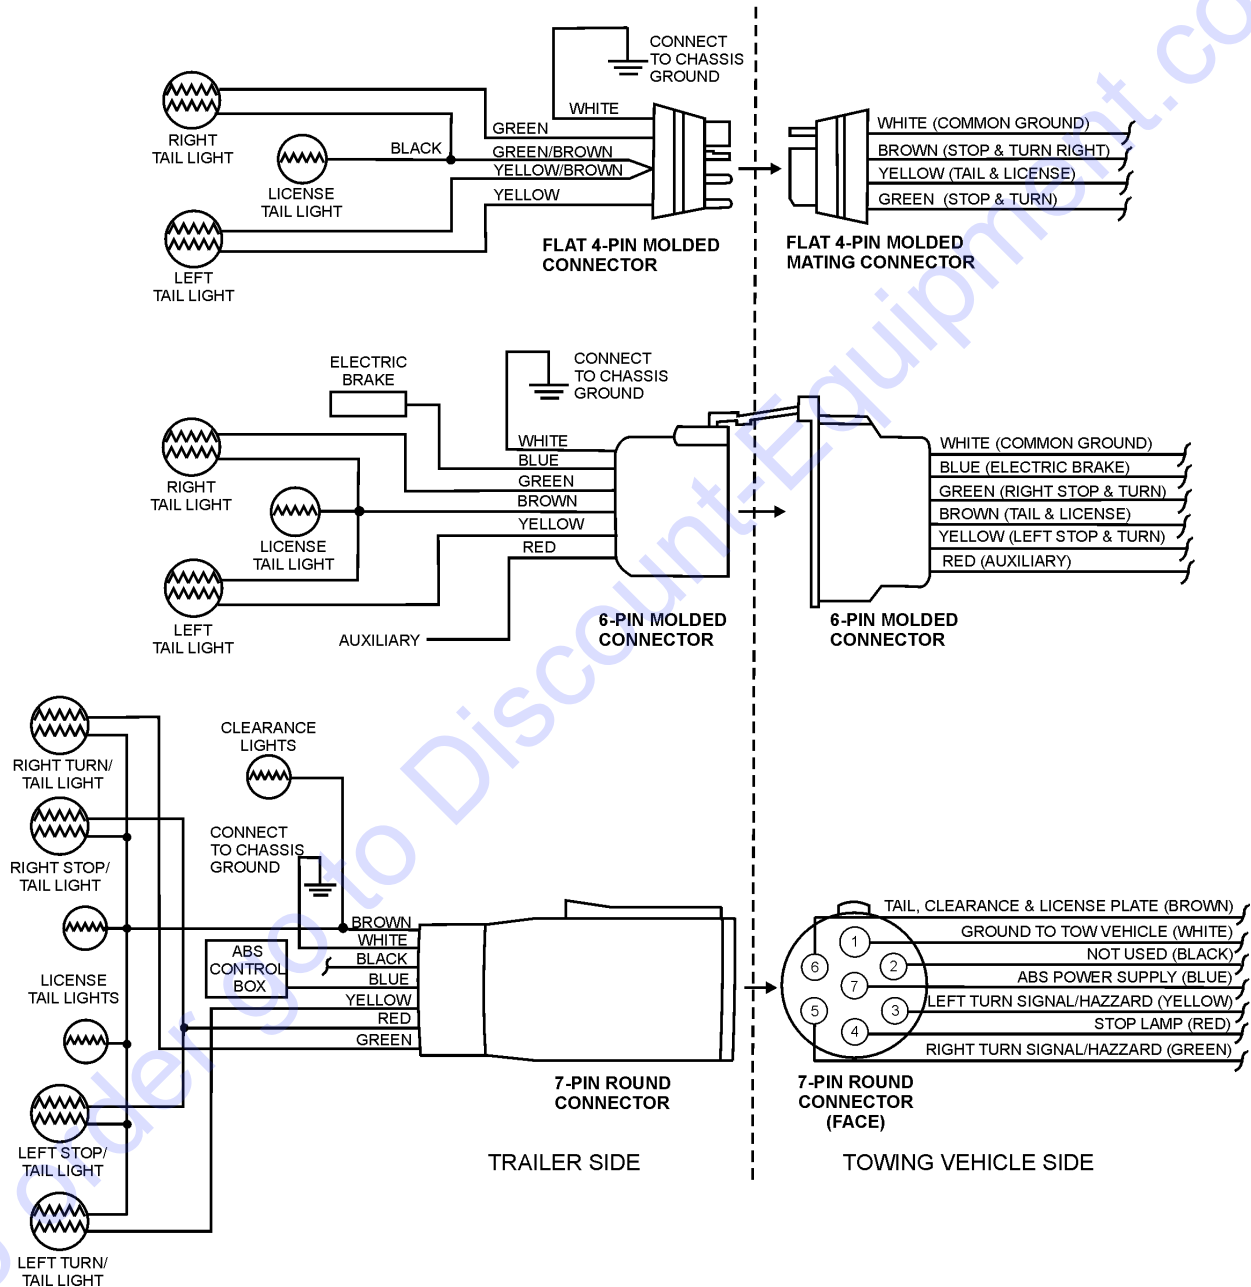 CONNECT
TO CHASSIS
GROUND
WHITE
GREEN
BLACK
GREEN/BROWN
YELLOW/BROWN
YELLOW
RIGHT
TAIL LIGHT
LICENSE
TAIL LIGHT
LEFT
TAIL LIGHT
FLAT 4-PIN MOLDED
CONNECTOR
WHITE (COMMON GROUND)
BROWN (STOP & TURN RIGHT)
YELLOW (TAIL & LICENSE)
GREEN (STOP & TURN)
FLAT 4-PIN MOLDED
MATING CONNECTOR
ELECTRIC
BRAKE
CONNECT
TO CHASSIS
GROUND
WHITE
BLUE
GREEN
BROWN
YELLOW
RED
RIGHT
TAIL LIGHT
LICENSE
TAIL LIGHT
LEFT
TAIL LIGHT
AUXILIARY
6-PIN MOLDED
CONNECTOR
WHITE (COMMON GROUND)
BLUE (ELECTRIC BRAKE)
GREEN (RIGHT STOP & TURN)
BROWN (TAIL & LICENSE)
YELLOW (LEFT STOP & TURN)
RED (AUXILIARY)
6-PIN MOLDED
CONNECTOR
RIGHT TURN/
TAIL LIGHT
CLEARANCE
LIGHTS
CONNECT
TO CHASSIS
GROUND
RIGHT STOP/
TAIL LIGHT
ABS
CONTROL
BOX
BROWN
WHITE
BLACK
BLUE
YELLOW
RED
GREEN
LICENSE
TAIL LIGHTS
LEFT STOP/
TAIL LIGHT
LEFT TURN/
TAIL LIGHT
7-PIN ROUND
CONNECTOR
1
2
3
4
5
6
7
TAIL, CLEARANCE & LICENSE PLATE (BROWN)
GROUND TO TOW VEHICLE (WHITE)
NOT USED (BLACK)
ABS POWER SUPPLY (BLUE)
LEFT TURN SIGNAL/HAZZARD (YELLOW)
STOP LAMP (RED)
RIGHT TURN SIGNAL/HAZZARD (GREEN)
7-PIN ROUND
CONNECTOR
(FACE)
TRAILER SIDE
TOWING VEHICLE SIDE
order go to Discount-Equipment.co